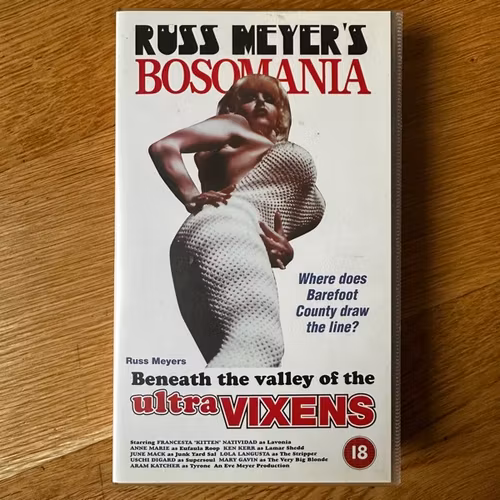 RUSS MEYER'S
BOSOMANIA
Where does
Barefoot
County draw
the line?
Russ Meyers
Beneath the valley of the
ultra VIXENS
Starring FRANCESTA "KITTEN" NATIVIDAD as Lavonia
ANNE MARIE as Eufaula Roop KEN KERR as Lamar Shedd
JUNE MACK as Junk Yard Sal LOLA LANGUSTA as The Stripper
USCHI DIGARD as Supersoul MARY GAVIN as The Very Big Blonde
ARAM KATCHER as Tyrone An Eve Meyer Production
18